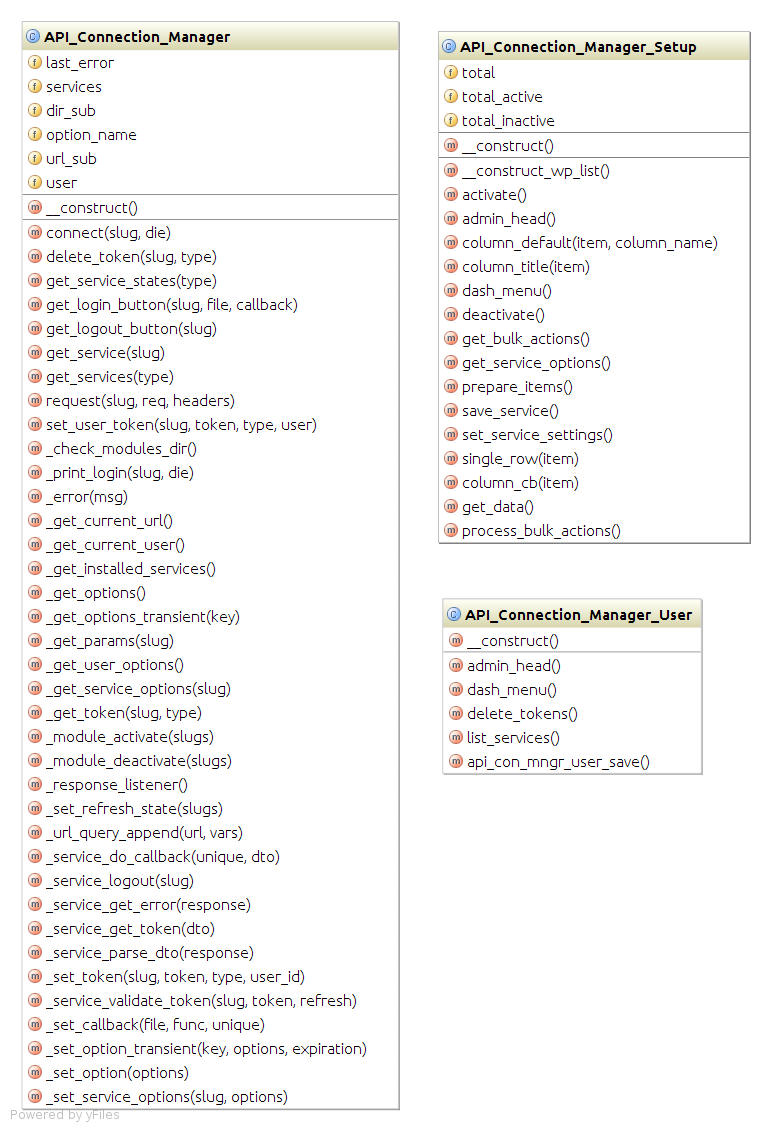 API_Connection_Manager
last_error
services
dir_sub
option_name
url_sub
user
__construct()
connect(slug, die)
delete_token(slug, type)
get_service_states(type)
get_login_button(slug, file, callback)
get_logout_button(slug)
get_service(slug)
get_services(type)
request(slug, req, headers)
set_user_token(slug, token, type, user)
_check_modules_dir()
_print_login(slug, die)
_error(msg)
_get_current_url()
_get_current_user()
_get_installed_services()
_get_options()
_get_options_transient(key)
_get_params(slug)
_get_user_options()
_get_service_options(slug)
_get_token(slug, type)
_module_activate(slugs)
_module_deactivate(slugs)
_response_listener()
_set_refresh_state(slugs)
_url_query_append(url, vars)
_service_do_callback(unique, dto)
_service_logout(slug)
_service_get_error(response)
_service_get_token(dto)
_service_parse_dto(response)
_set_token(slug, token, type, user_id)
_service_validate_token(slug, token, refresh)
_set_callback(file, func, unique)
_set_option_transient(key, options, expiration)
_set_option(options)
_set_service_options(slug, options)
API_Connection_Manager_Setup
total
total_active
total_inactive
__construct()
__construct_wp_list()
activate()
admin_head()
column_default(item, column_name)
column_title(item)
dash_menu()
deactivate()
get_bulk_actions()
get_service_options()
prepare_items()
save_service()
set_service_settings()
single_row(item)
column_cb(item)
get_data()
process_bulk_actions()
API_Connection_Manager_User
__construct()
admin_head()
dash_menu()
delete_tokens()
list_services()
api_con_mngr_user_save()
Powered by yFiles